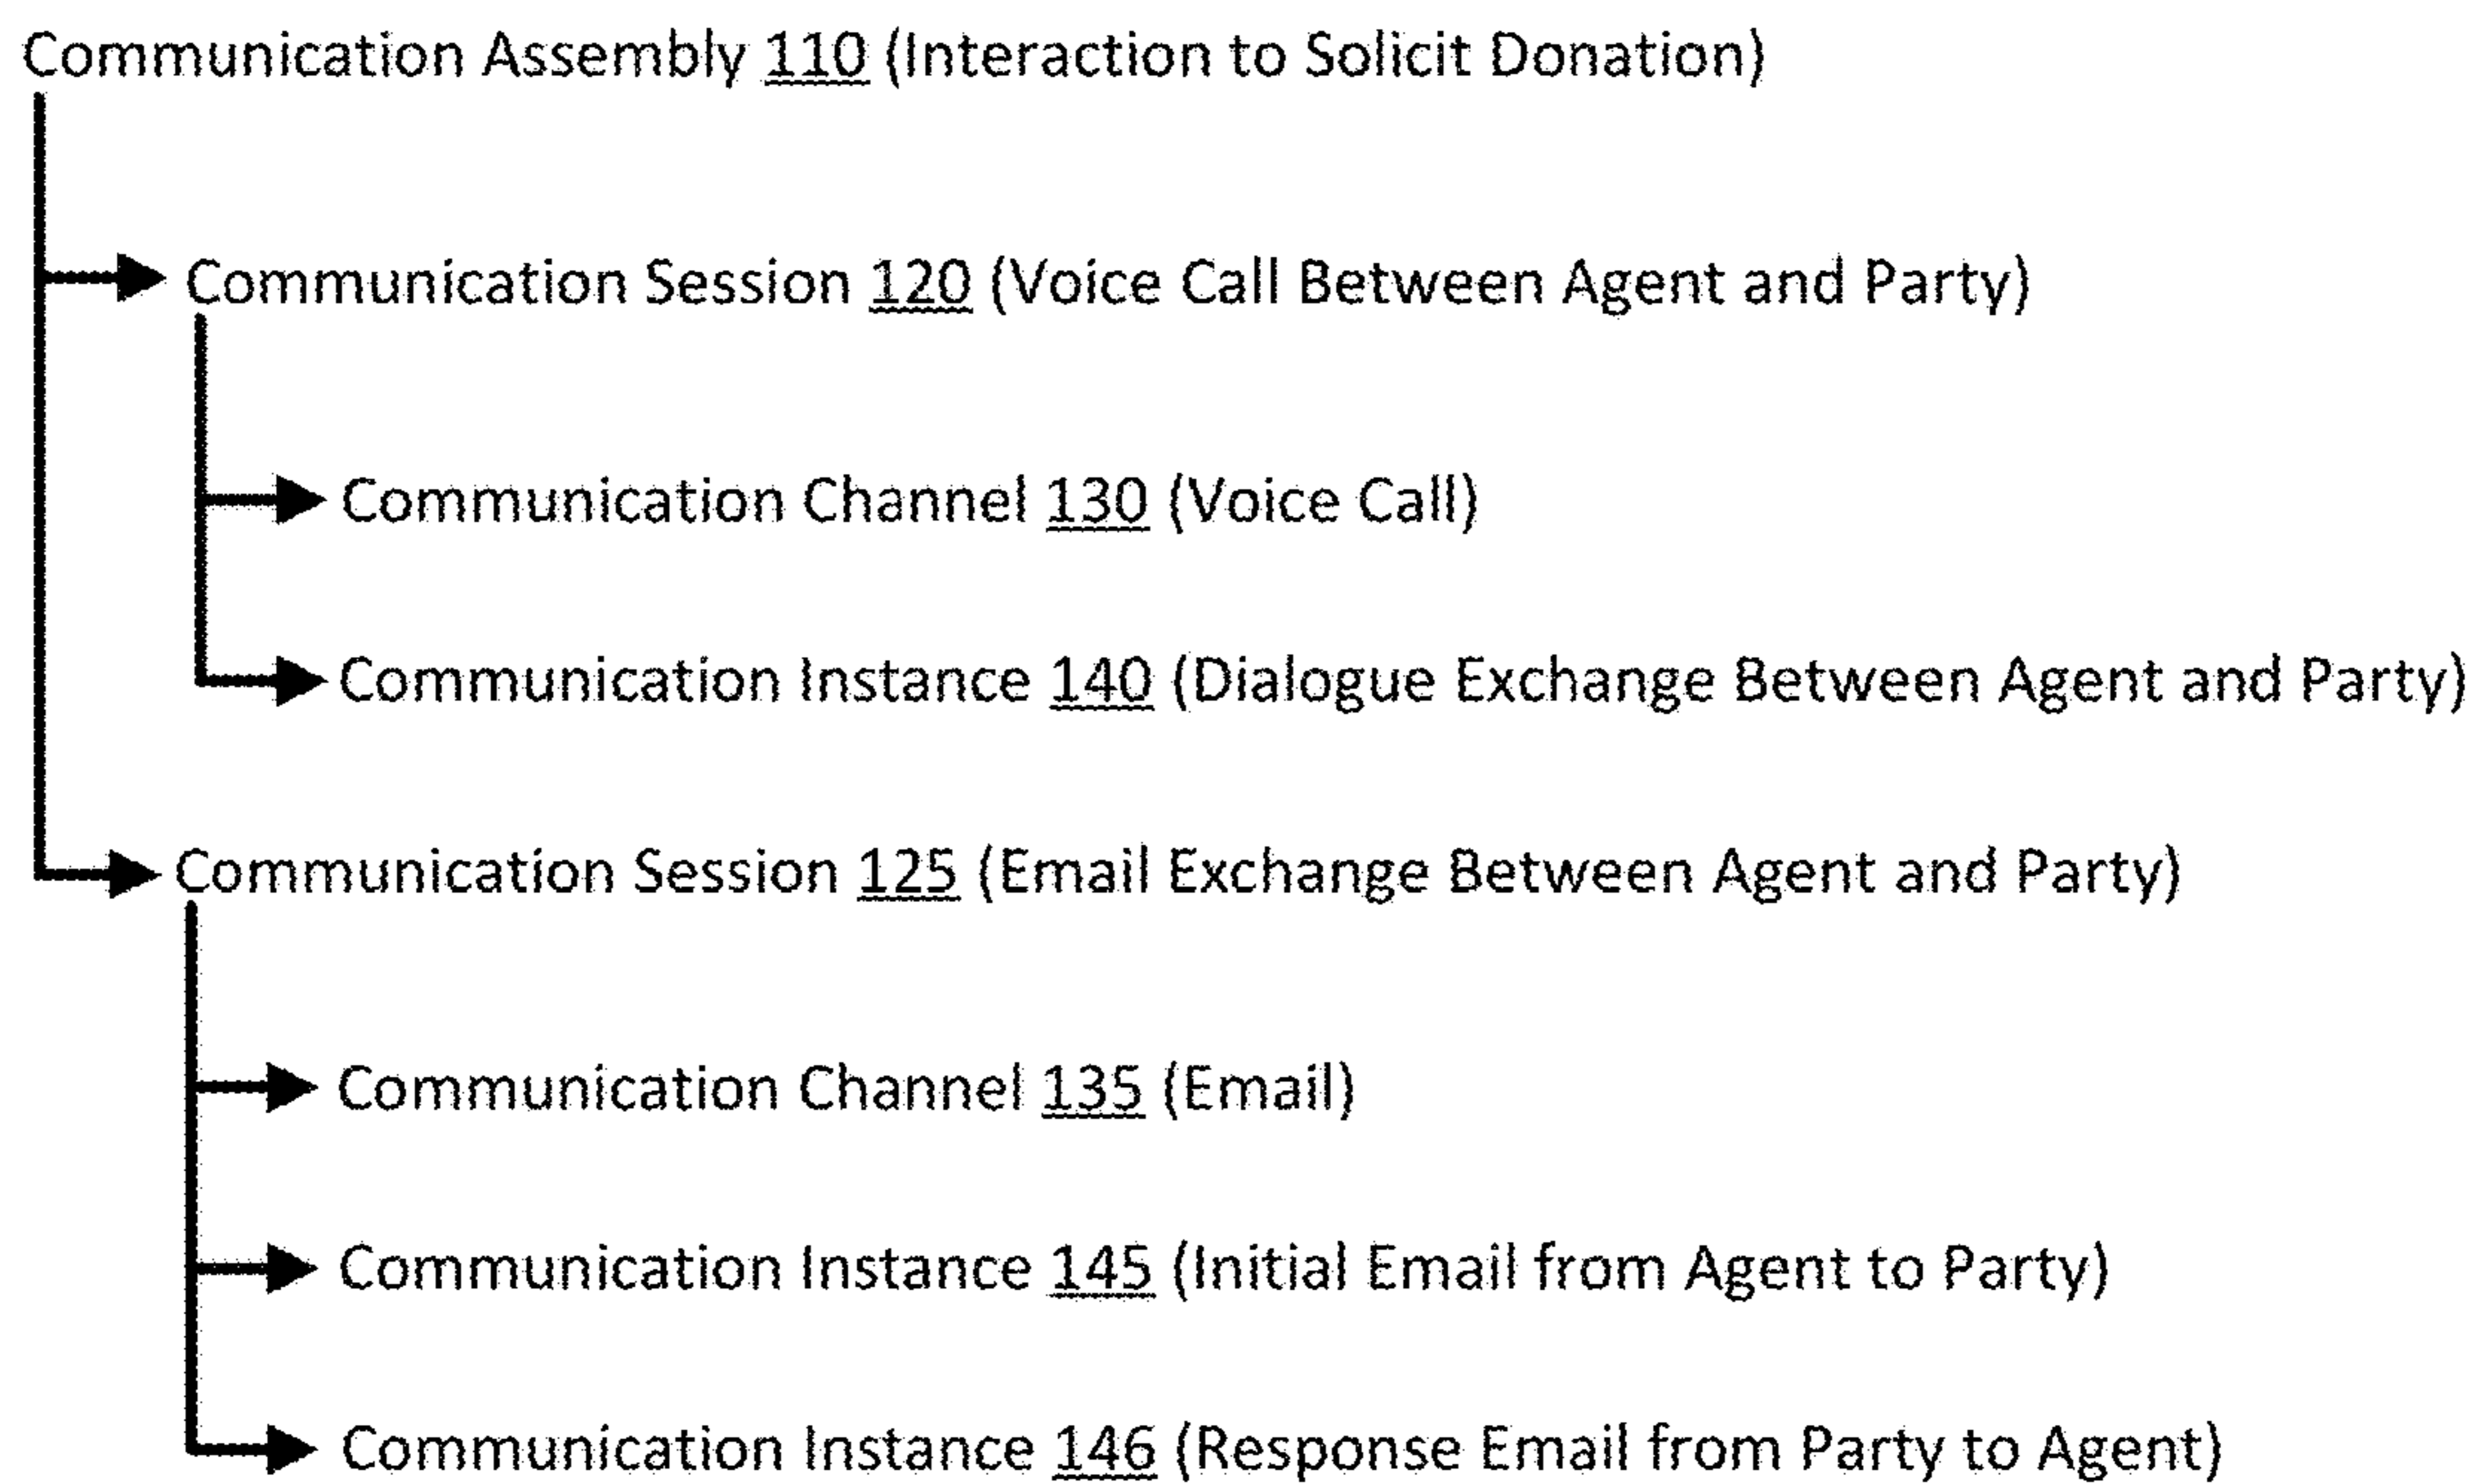 Communication Assembly 110 (Interaction to Solicit Donation)
Communication Session 120 (Voice Call Between Agent and Party)
Communication Channel 130 (Voice Call)
Communication Instance 140 (Dialogue Exchange Between Agent and Party)
Communication Session 125 (Email Exchange Between Agent and Party)
Communication Channel 135 (Email)
Communication Instance 145 (Initial Email from Agent to Party)
Communication Instance 146 (Response Email from Party to Agent)